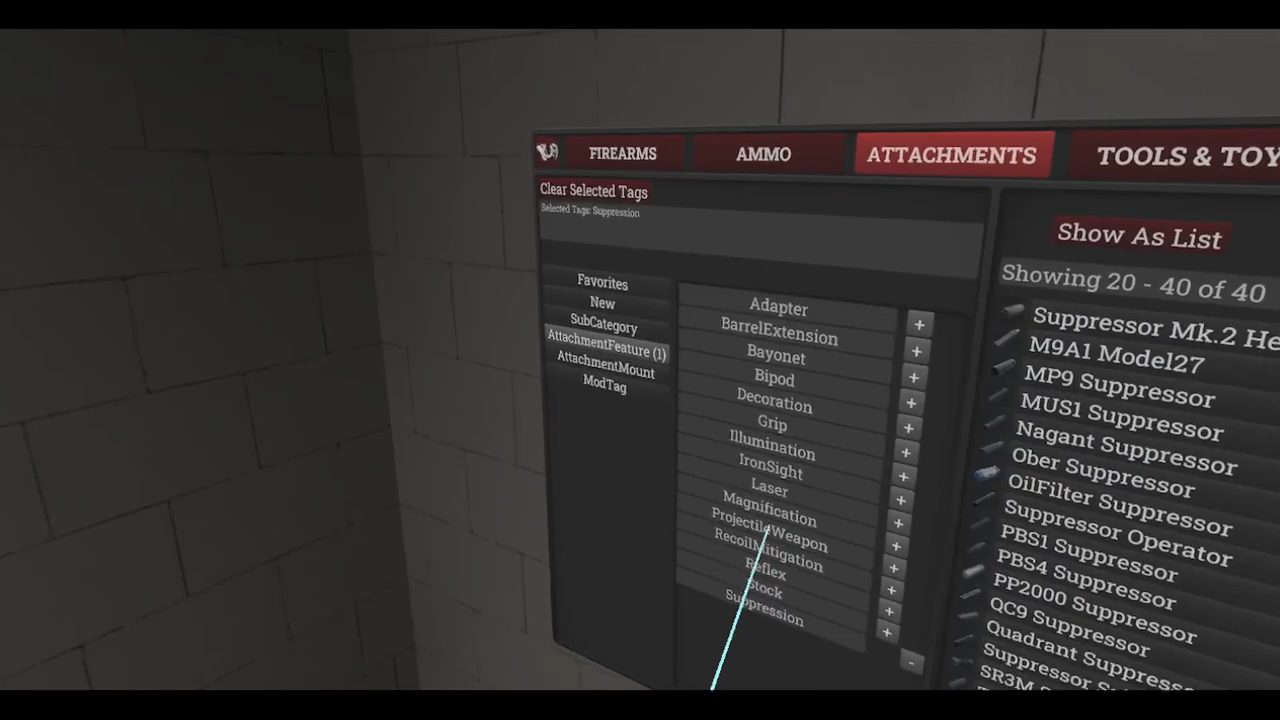 FIREARMS
AMMO
ATTACHMENTS
TOOLS & TOY
Clear Selected Tags
Selected Tags: Suppression
Favorites
New
SubCategory
AttachmentFeature (1)
AttachmentMount
ModTag
Adapter +
BarrelExtension +
Bayonet +
Bipod +
Decoration +
Grip +
Illumination +
IronSight +
Laser +
Magnification +
ProjectileWeapon +
RecoilMitigation +
Reflex +
Stock +
Suppression -
Show As List
Showing 20 - 40 of 40
Suppressor Mk.2 He
M9A1 Model27
MP9 Suppressor
MUS1 Suppressor
Nagant Suppressor
Ober Suppressor
OilFilter Suppressor
Suppressor Operator
PBS1 Suppressor
PBS4 Suppressor
PP2000 Suppressor
QC9 Suppressor
Quadrant Suppress
Suppressor
SR3M